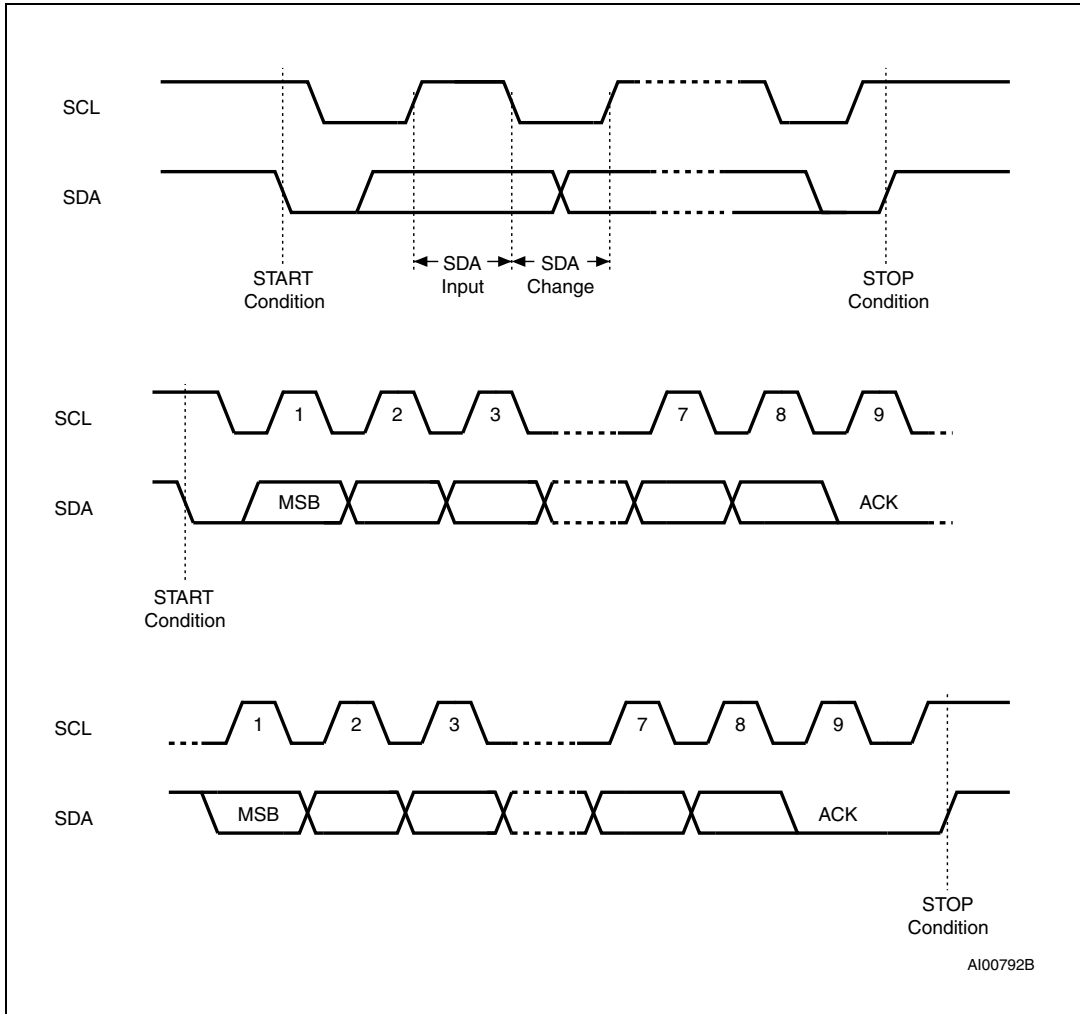 SCL
SDA
SDA
Input
SDA
Change
START
Condition
STOP
Condition
SCL
1
2
3
7
8
9
SDA
MSB
ACK
START
Condition
SCL
1
2
3
7
8
9
SDA
MSB
ACK
STOP
Condition
AI00792B